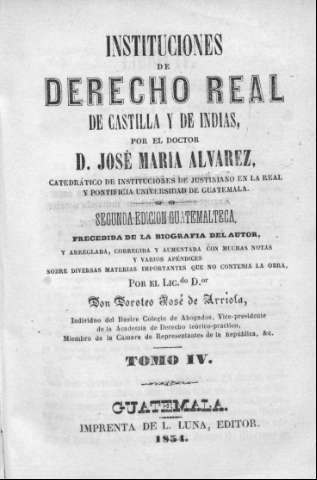 INSTITUCIONES
DE
DERECHO REAL
DE CASTILLA Y DE INDIAS,
POR EL DOCTOR
D. JOSÉ MARIA ALVAREZ,
CATEDRÁTICO DE INSTITUCIONES DE JUSTINIANO EN LA REAL
Y PONTIFICIA UNIVERSIDAD DE GUATEMALA.
SEGUNDA EDICION GUATEMALTECA,
PRECEDIDA DE LA BIOGRAFIA DEL AUTOR,
Y ARREGLADA, CORREGIDA Y AUMENTADA CON MUCHAS NOTAS
Y VARIOS APÉNDICES
SOBRE DIVERSAS MATERIAS IMPORTANTES QUE NO CONTENIA LA OBRA,
POR EL LIC.do D.or
Don Doroteo José de Arriola,
Individuo del Ilustre Colegio de Abogados, Vice-presidente
de la Academia de Derecho teórico-práctico,
Miembro de la Camara de Representantes de la República, &c.
TOMO IV.
GUATEMALA.
IMPRENTA DE L. LUNA, EDITOR.
1854.